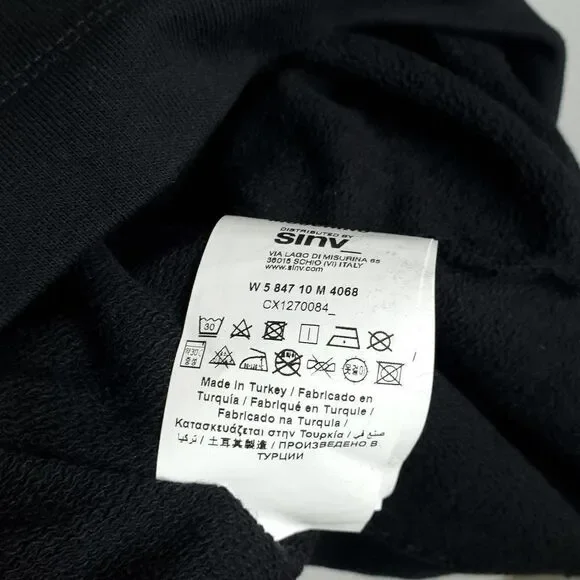 DISTRIBUTED BY
sinv_
VIA LAGO DI MISURINA 65
36015 SCHIO (VI) ITALY
www.sinv.com
W 5 847 10 M 4068
CX1270084_
30
Made in Turkey / Fabricado en
Turquía / Fabriqué en Turquie /
Fabricado na Turquia /
Κατασκευάζεται στην Τουρκία / صنع في
تركيا / 土耳其製造 / ПРОИЗВЕДЕНО В
ТУРЦИИ